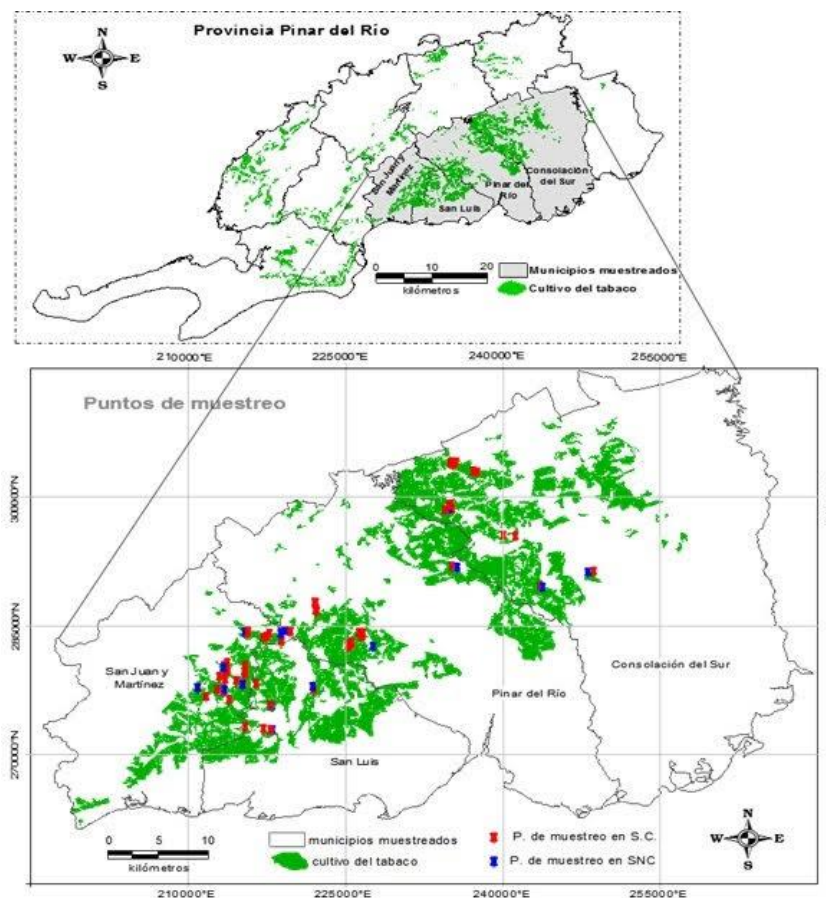 Provincia Pinar del Río
N
W E
S
San Juan y
Martínez
San Luis
Pinar del
Río
Consolación
del Sur
0 10 20
kilómetros
Municipios muestreados
Cultivo del tabaco
210000°E 225000°E 240000°E 255000°E
Puntos de muestreo
300000°N
285000°N
270000°N
San Juan y
Martínez
San Luis
Pinar del Río
Consolación del Sur
0 5 10
kilómetros
municipios muestreados
cultivo del tabaco
P. de muestreo en S.C.
P. de muestreo en SNC
N
W E
S
210000°E 225000°E 240000°E 255000°E